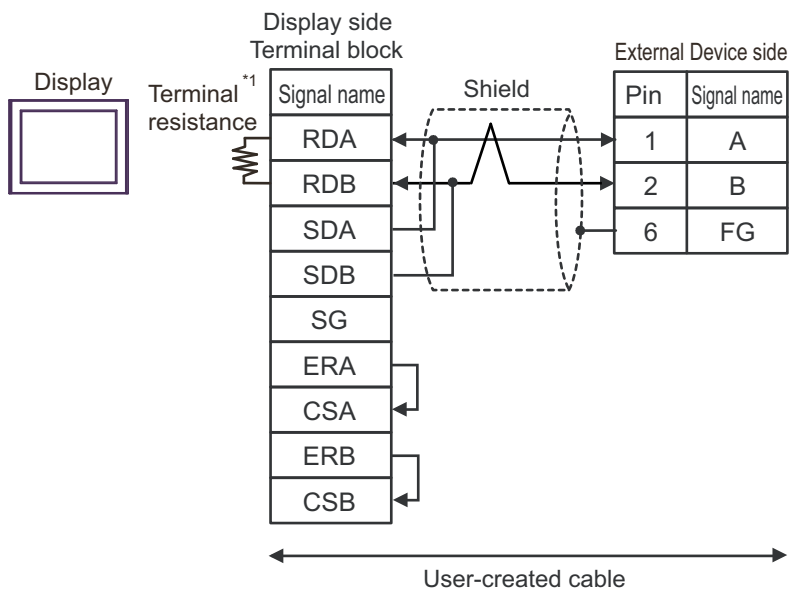 Display side
Terminal block
External Device side
Display
Terminal *1
resistance
Signal name
Shield
Pin
Signal name
RDA
1
A
RDB
2
B
SDA
6
FG
SDB
SG
ERA
CSA
ERB
CSB
User-created cable